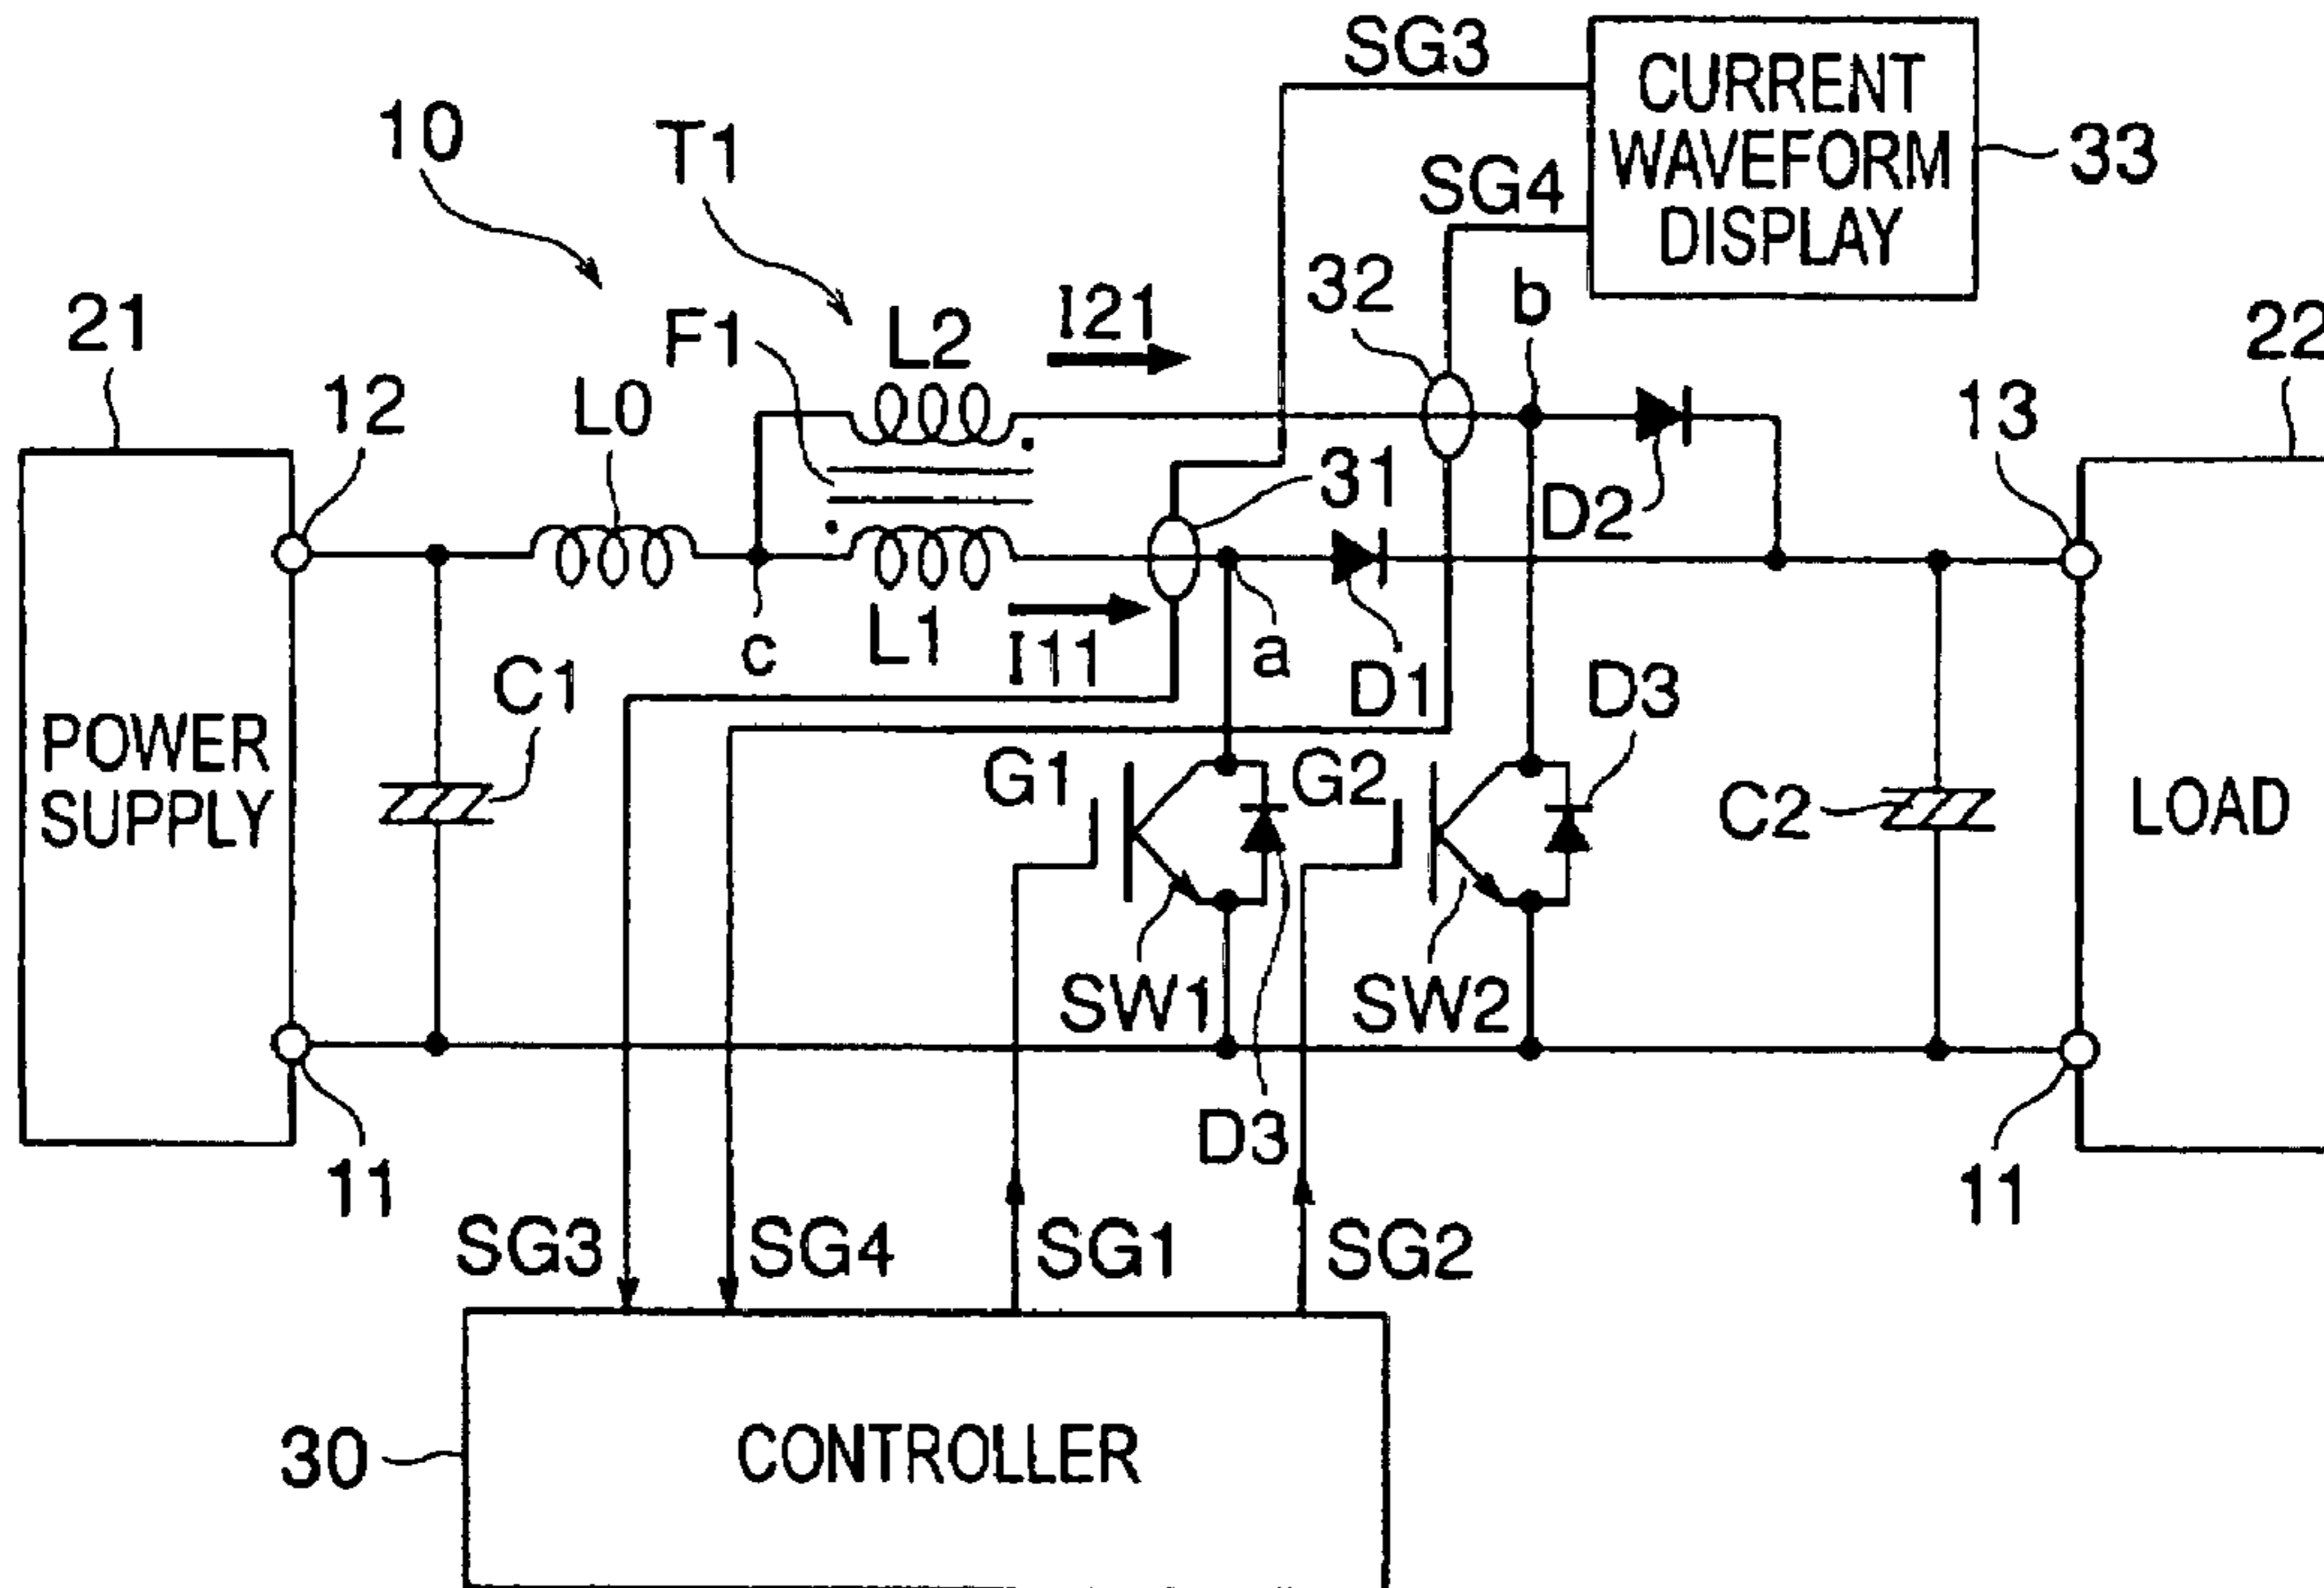 SG3
CURRENT
WAVEFORM
DISPLAY
33
10
T1
SG4
21
12
L0
F1
L2
I21
32
b
13
22
31
D2
c
L1
I11
a
D1
D3
C1
POWER
SUPPLY
G1
G2
C2
LOAD
SW1
SW2
D3
11
11
SG3
SG4
SG1
SG2
30
CONTROLLER